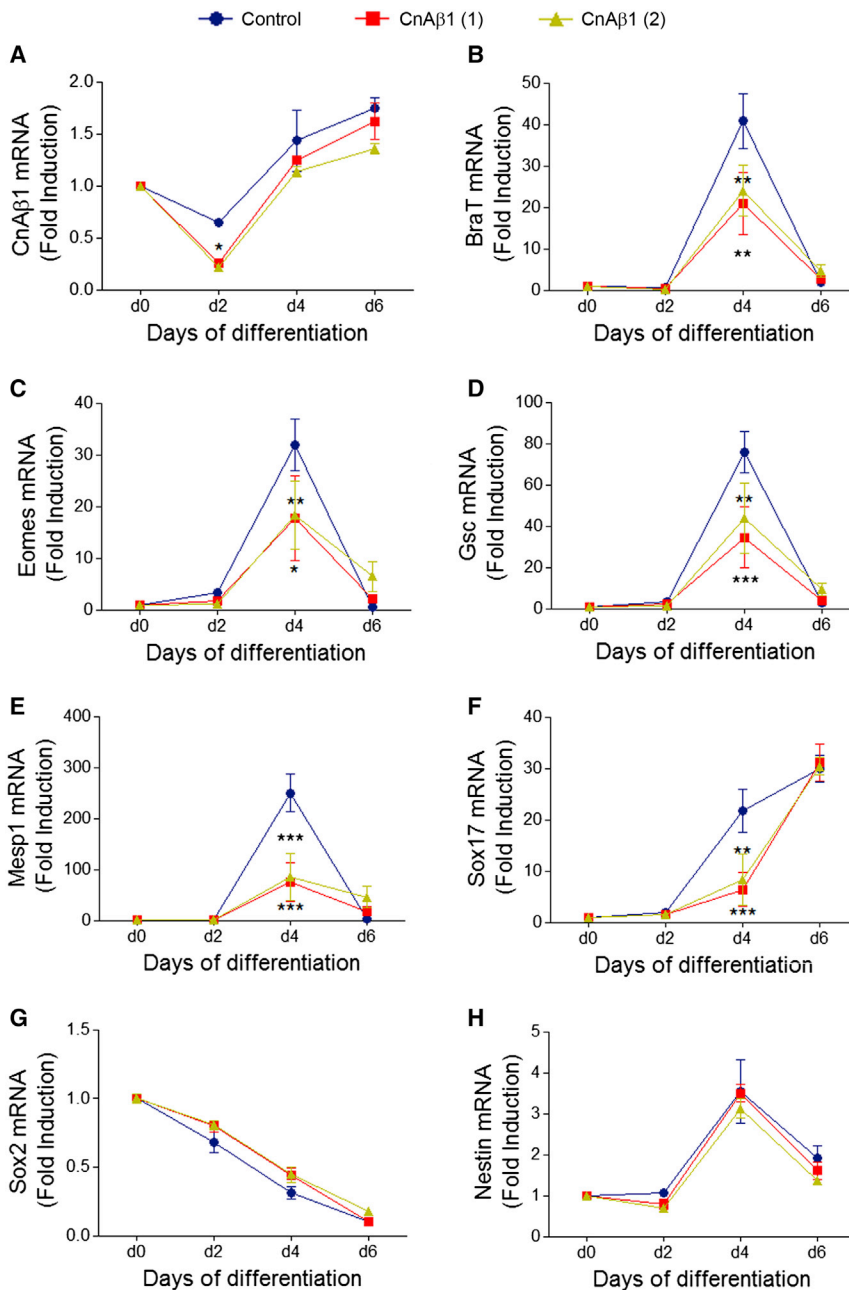 Control CnAβ1 (1) CnAβ1 (2)
A
CnAβ1 mRNA
(Fold Induction)
2.0
1.5
1.0
0.5
0.0
*
d0 d2 d4 d6
Days of differentiation
B
BraT mRNA
(Fold Induction)
50
40
30
20
10
0
**
**
d0 d2 d4 d6
Days of differentiation
C
Eomes mRNA
(Fold Induction)
40
30
20
10
0
**
*
d0 d2 d4 d6
Days of differentiation
D
Gsc mRNA
(Fold Induction)
100
80
60
40
20
0
**
***
d0 d2 d4 d6
Days of differentiation
E
Mesp1 mRNA
(Fold Induction)
400
300
200
100
0
***
***
d0 d2 d4 d6
Days of differentiation
F
Sox17 mRNA
(Fold Induction)
40
30
20
10
0
**
***
d0 d2 d4 d6
Days of differentiation
G
Sox2 mRNA
(Fold Induction)
1.5
1.0
0.5
0.0
d0 d2 d4 d6
Days of differentiation
H
Nestin mRNA
(Fold Induction)
5
4
3
2
1
0
d0 d2 d4 d6
Days of differentiation